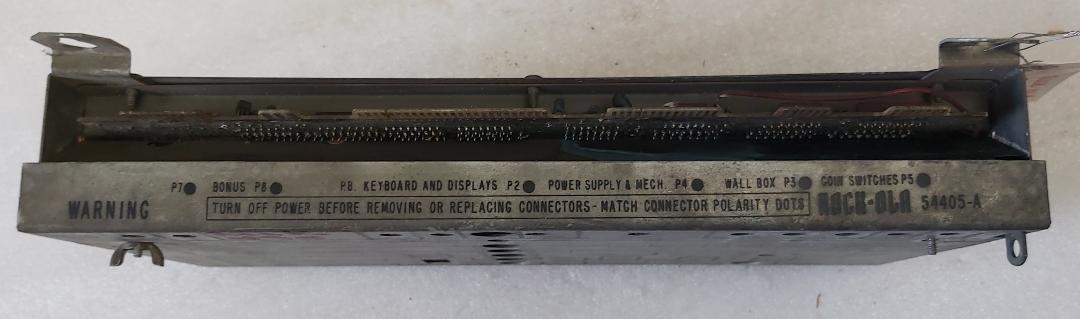 P7 BONUS P8 P.B. KEYBOARD AND DISPLAYS P2 POWER SUPPLY & MECH. P4 WALL BOX P3 COIN SWITCHES P5
WARNING TURN OFF POWER BEFORE REMOVING OR REPLACING CONNECTORS - MATCH CONNECTOR POLARITY DOTS ROCK-OLA 54405-A